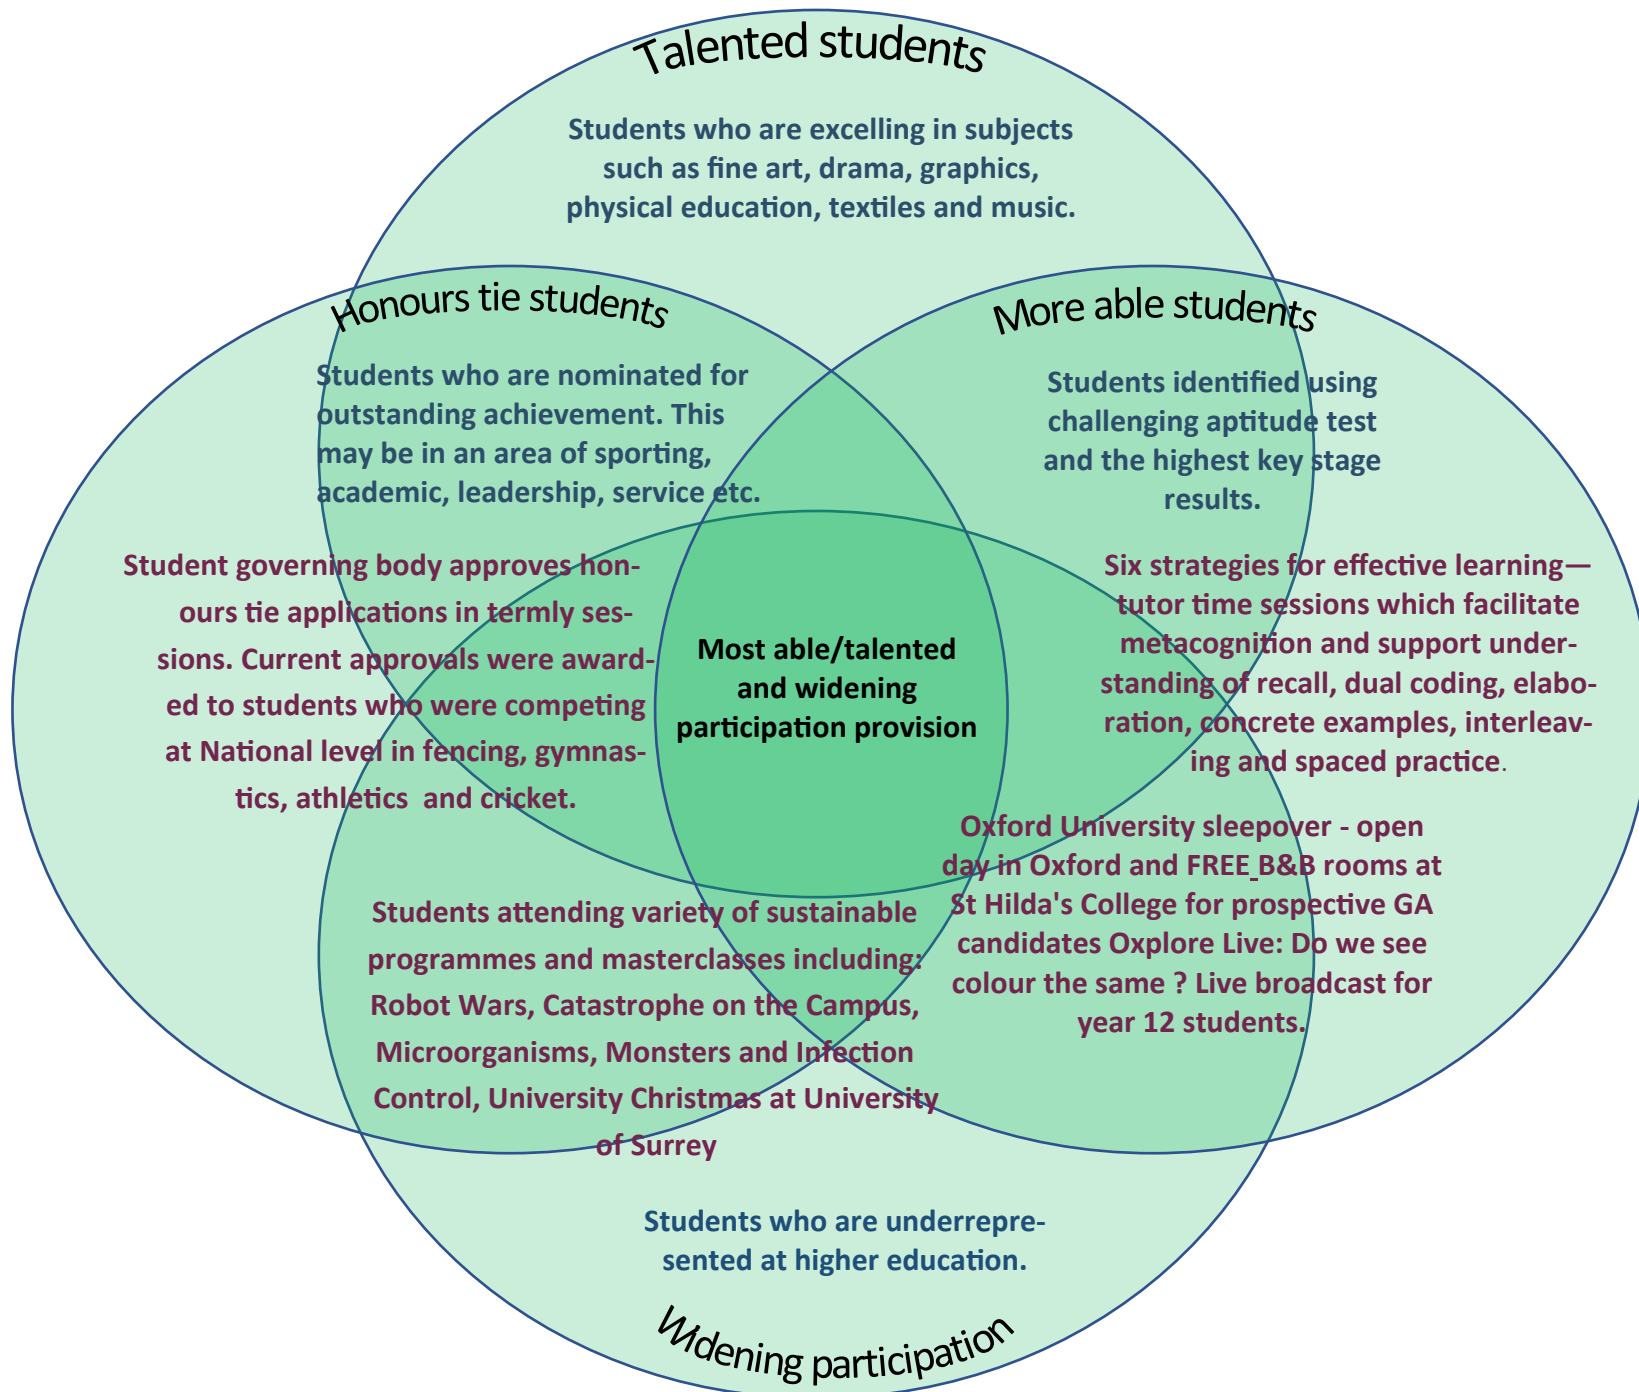 Talented students
Students who are excelling in subjects
such as fine art, drama, graphics,
physical education, textiles and music.
Honours tie students
Students who are nominated for
outstanding achievement. This
may be in an area of sporting,
academic, leadership, service etc.
Student governing body approves hon-
ours tie applications in termly ses-
sions. Current approvals were award-
ed to students who were competing
at National level in fencing, gymnas-
tics, athletics  and cricket.
More able students
Students identified using
challenging aptitude test
and the highest key stage
results.
Six strategies for effective learning—
tutor time sessions which facilitate
metacognition and support under-
standing of recall, dual coding, elabo-
ration, concrete examples, interleav-
ing and spaced practice.
Most able/talented
and widening
participation provision
Oxford University sleepover - open
day in Oxford and FREE B&B rooms at
St Hilda's College for prospective GA
candidates Oxplore Live: Do we see
colour the same ? Live broadcast for
year 12 students.
Students attending variety of sustainable
programmes and masterclasses including:
Robot Wars, Catastrophe on the Campus,
Microorganisms, Monsters and Infection
Control, University Christmas at University
of Surrey
Students who are underrepre-
sented at higher education.
Widening participation